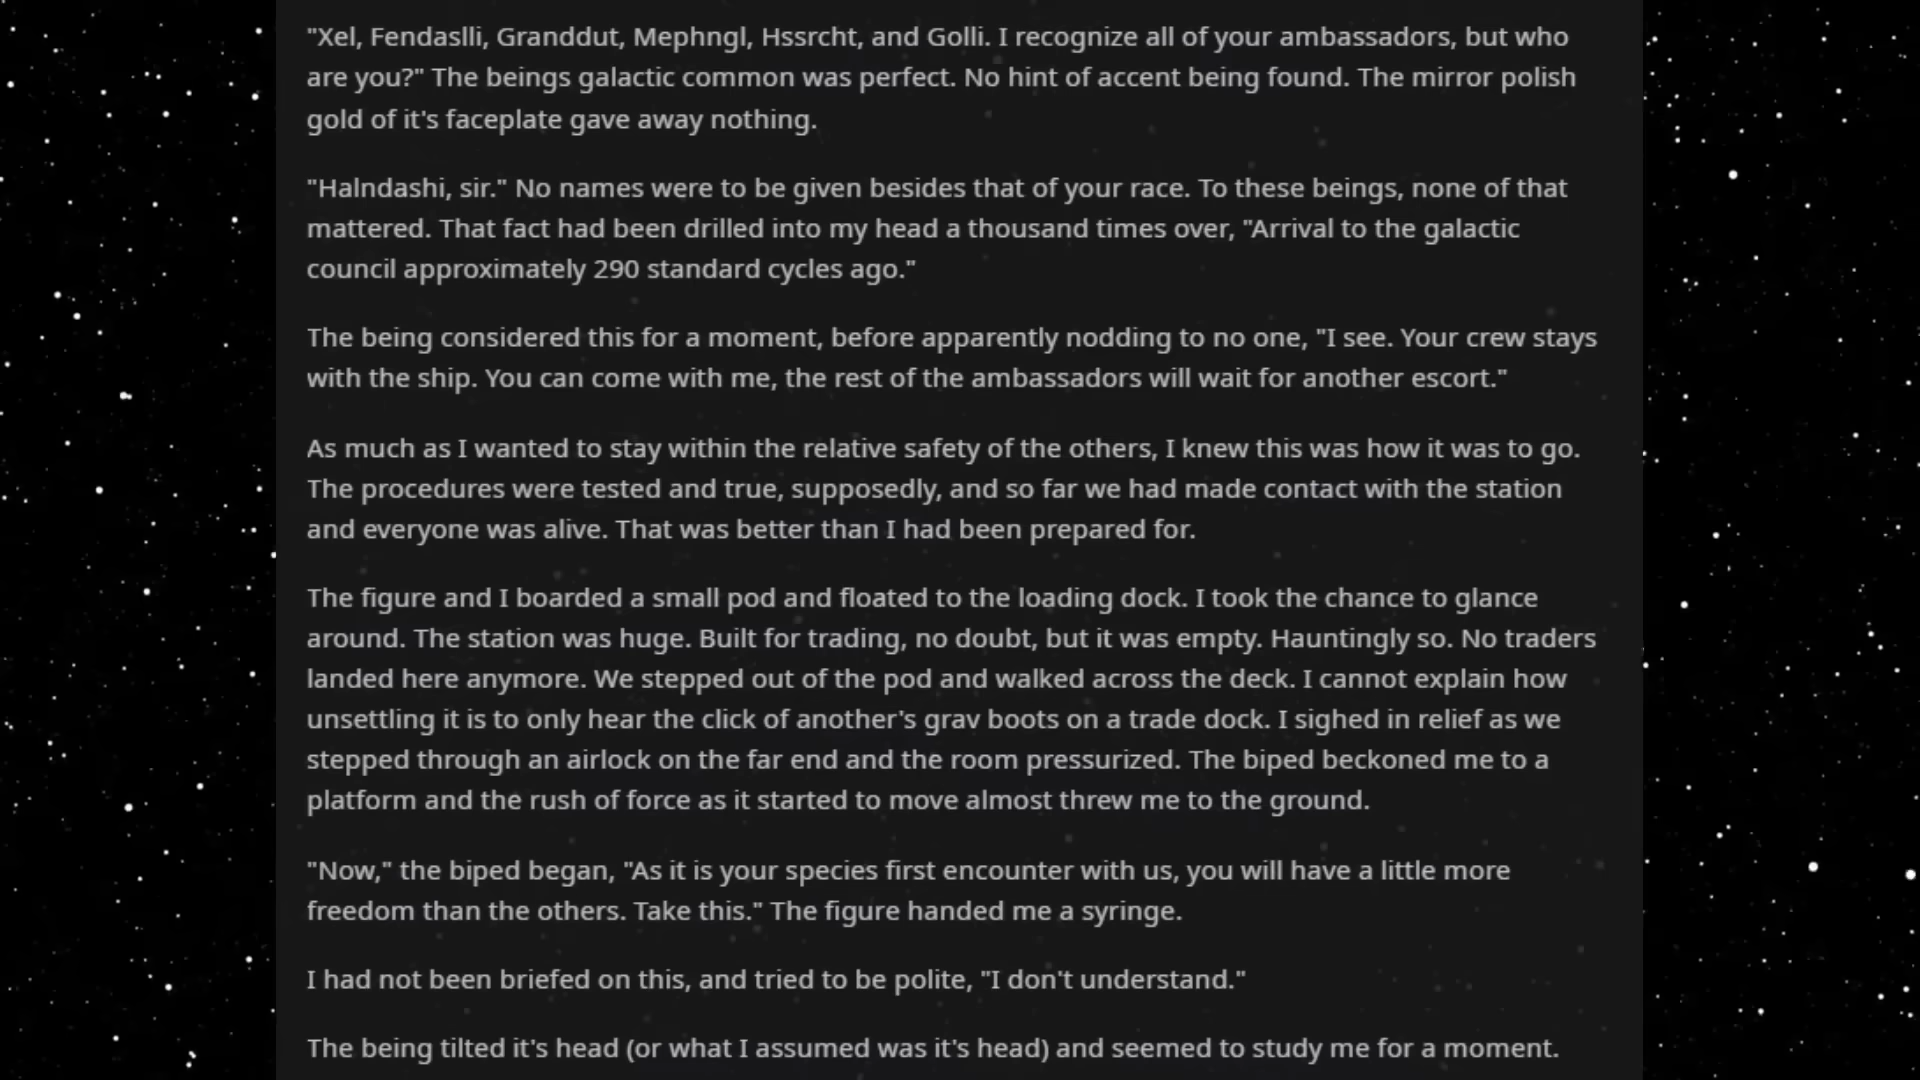 "Xel, Fendaslli, Granddut, Mephngl, Hssrcht, and Golli. I recognize all of your ambassadors, but who
are you?" The beings galactic common was perfect. No hint of accent being found. The mirror polish
gold of it's faceplate gave away nothing.
"Halndashi, sir." No names were to be given besides that of your race. To these beings, none of that
mattered. That fact had been drilled into my head a thousand times over, "Arrival to the galactic
council approximately 290 standard cycles ago."
The being considered this for a moment, before apparently nodding to no one, "I see. Your crew stays
with the ship. You can come with me, the rest of the ambassadors will wait for another escort."
As much as I wanted to stay within the relative safety of the others, I knew this was how it was to go.
The procedures were tested and true, supposedly, and so far we had made contact with the station
and everyone was alive. That was better than I had been prepared for.
The figure and I boarded a small pod and floated to the loading dock. I took the chance to glance
around. The station was huge. Built for trading, no doubt, but it was empty. Hauntingly so. No traders
landed here anymore. We stepped out of the pod and walked across the deck. I cannot explain how
unsettling it is to only hear the click of another's grav boots on a trade dock. I sighed in relief as we
stepped through an airlock on the far end and the room pressurized. The biped beckoned me to a
platform and the rush of force as it started to move almost threw me to the ground.
"Now," the biped began, "As it is your species first encounter with us, you will have a little more
freedom than the others. Take this." The figure handed me a syringe.
I had not been briefed on this, and tried to be polite, "I don't understand."
The being tilted it's head (or what I assumed was it's head) and seemed to study me for a moment.